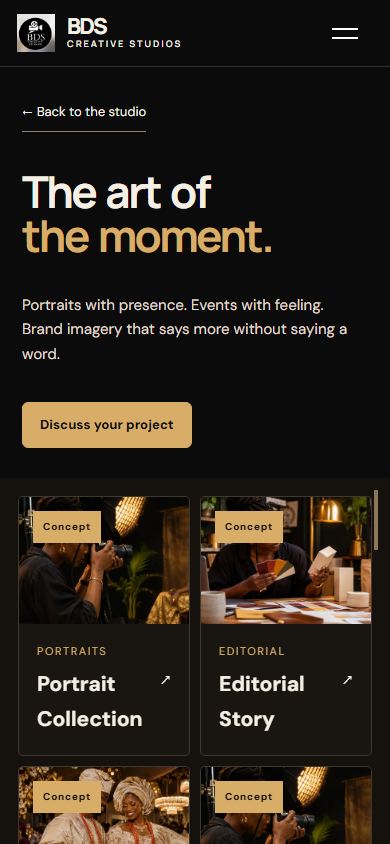 BDS
BDS
CREATIVE STUDIOS
← Back to the studio
The art of
the moment.
Portraits with presence. Events with feeling.
Brand imagery that says more without saying a
word.
Discuss your project
Concept
Concept
PORTRAITS
Portrait
Collection
↗
EDITORIAL
Editorial
Story
↗
Concept
Concept